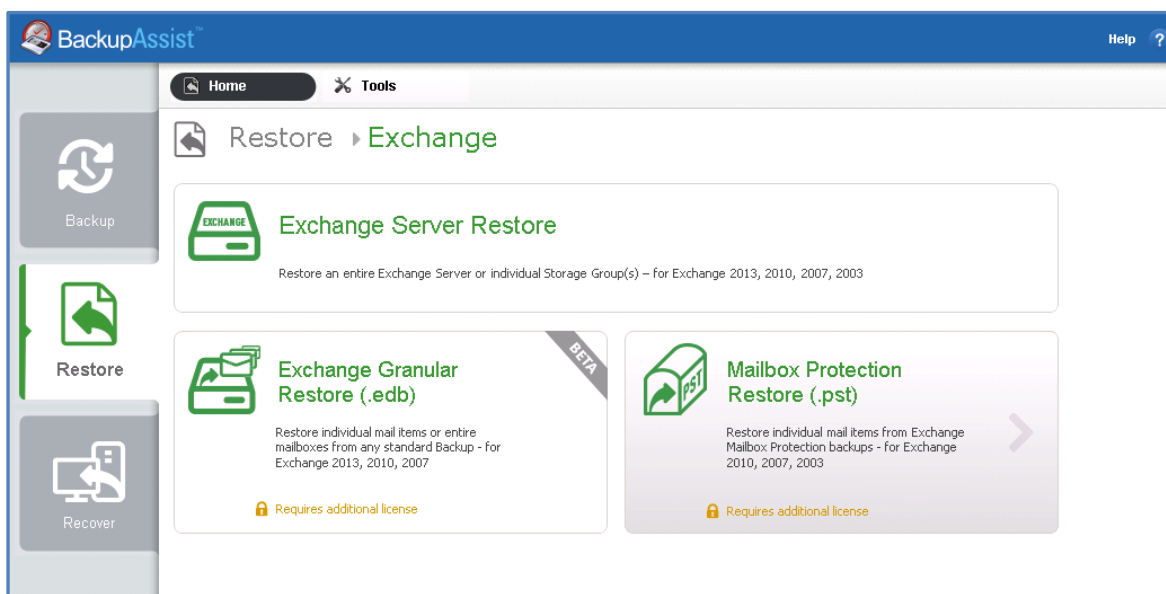 BackupAssist™
Help ?
Home
Tools
Restore Exchange
Backup
Restore
Recover
EXCHANGE
Exchange Server Restore
Restore an entire Exchange Server or individual Storage Group(s) – for Exchange 2013, 2010, 2007, 2003
BETA
Exchange Granular
Restore (.edb)
Restore individual mail items or entire
mailboxes from any standard Backup - for
Exchange 2013, 2010, 2007
Requires additional license
PST
Mailbox Protection
Restore (.pst)
Restore individual mail items from Exchange
Mailbox Protection backups - for Exchange
2010, 2007, 2003
Requires additional license